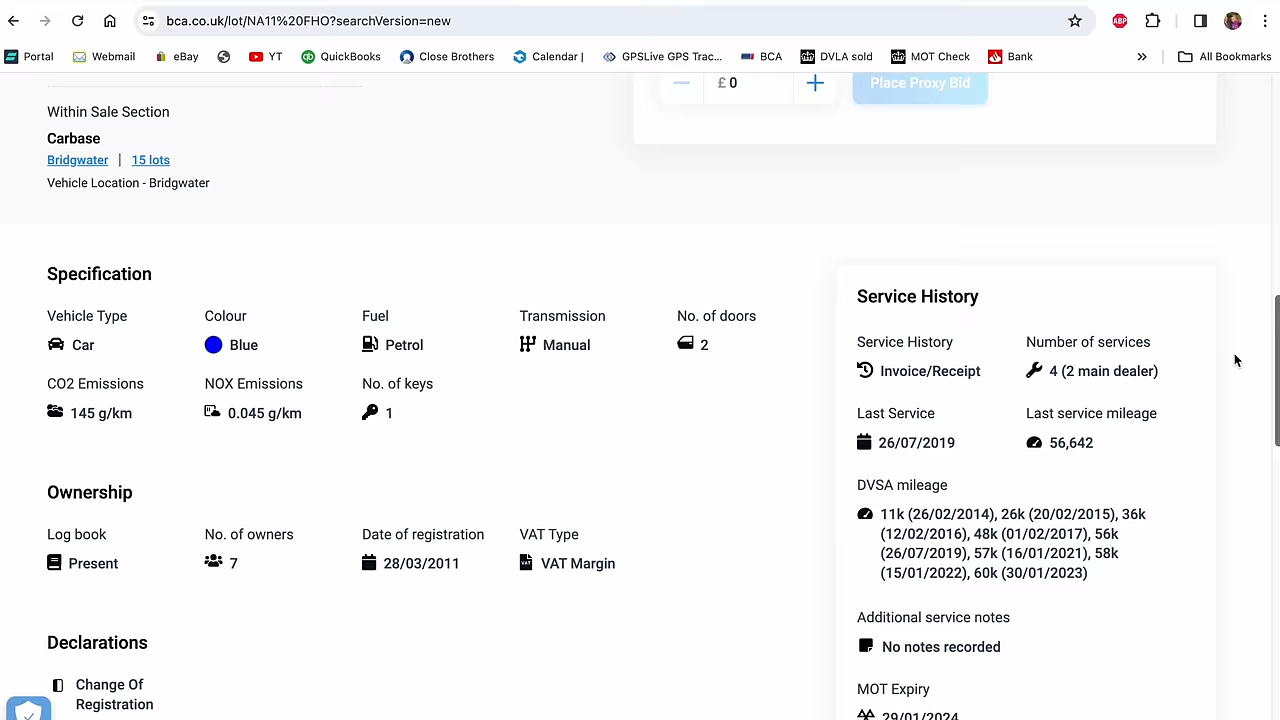 bca.co.uk/lot/NA11%20FHO?searchVersion=new
ABP
Portal Webmail eBay YT QuickBooks Close Brothers Calendar | GPSLive GPS Trac... BCA DVLA sold MOT Check Bank » All Bookmarks
£ 0
Place Proxy Bid
Within Sale Section
Carbase
Bridgwater | 15 lots
Vehicle Location - Bridgwater
Specification
Vehicle Type Colour Fuel Transmission No. of doors
Car Blue Petrol Manual 2
CO2 Emissions NOX Emissions No. of keys
145 g/km 0.045 g/km 1
Ownership
Log book No. of owners Date of registration VAT Type
Present 7 28/03/2011 VAT Margin
Declarations
Change Of
Registration
Service History
Service History Number of services
Invoice/Receipt 4 (2 main dealer)
Last Service Last service mileage
26/07/2019 56,642
DVSA mileage
11k (26/02/2014), 26k (20/02/2015), 36k
(12/02/2016), 48k (01/02/2017), 56k
(26/07/2019), 57k (16/01/2021), 58k
(15/01/2022), 60k (30/01/2023)
Additional service notes
No notes recorded
MOT Expiry
29/01/2024